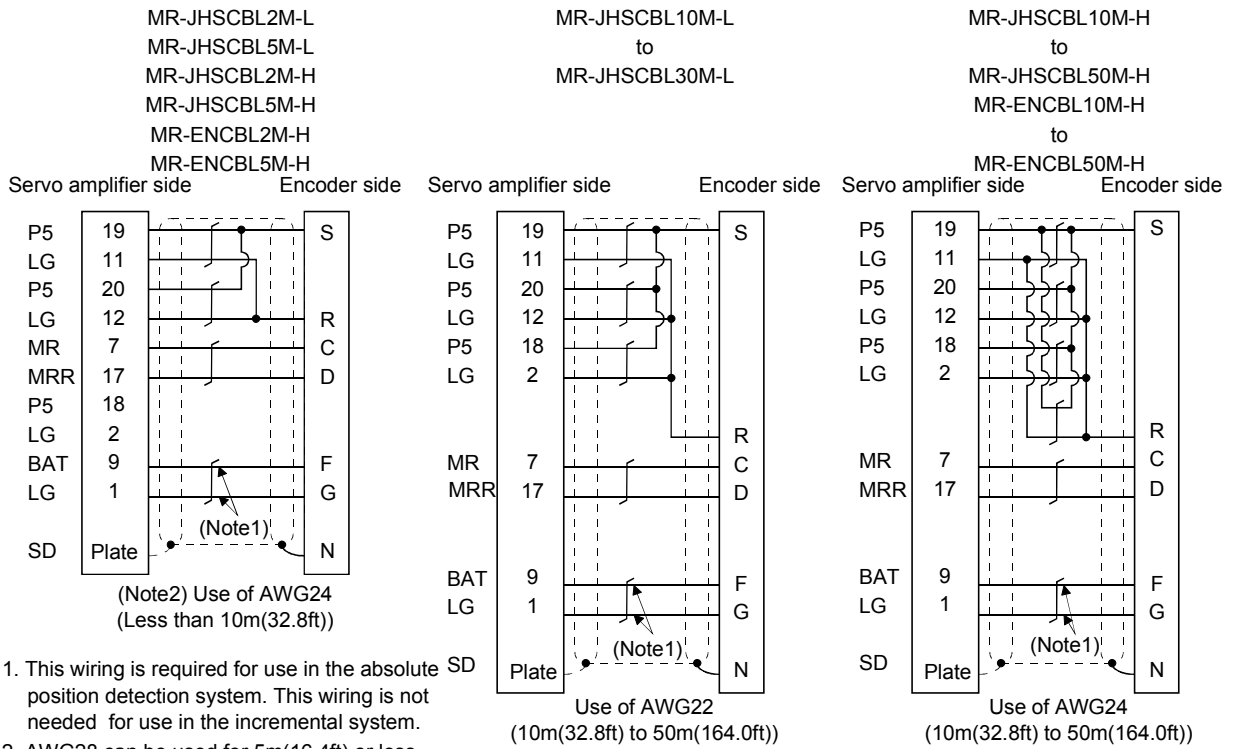 MR-JHSCBL2M-L
MR-JHSCBL5M-L
MR-JHSCBL2M-H
MR-JHSCBL5M-H
MR-ENCBL2M-H
MR-ENCBL5M-H
Servo amplifier side Encoder side
P5 19 S
LG 11
P5 20
LG 12 R
MR 7 C
MRR 17 D
P5 18
LG 2
BAT 9 F
LG 1 G
(Note1)
SD Plate N
(Note2) Use of AWG24
(Less than 10m(32.8ft))
1. This wiring is required for use in the absolute
position detection system. This wiring is not
needed for use in the incremental system.
2. AWG28 can be used for 5m(16.4ft) or less
MR-JHSCBL10M-L
to
MR-JHSCBL30M-L
Servo amplifier side Encoder side
P5 19 S
LG 11
P5 20
LG 12
P5 18
LG 2
R
MR 7 C
MRR 17 D
BAT 9 F
LG 1 G
(Note1)
SD Plate N
Use of AWG22
(10m(32.8ft) to 50m(164.0ft))
MR-JHSCBL10M-H
to
MR-JHSCBL50M-H
MR-ENCBL10M-H
to
MR-ENCBL50M-H
Servo amplifier side Encoder side
P5 19 S
LG 11
P5 20
LG 12
P5 18
LG 2
R
MR 7 C
MRR 17 D
BAT 9 F
LG 1 G
(Note1)
SD Plate N
Use of AWG24
(10m(32.8ft) to 50m(164.0ft))